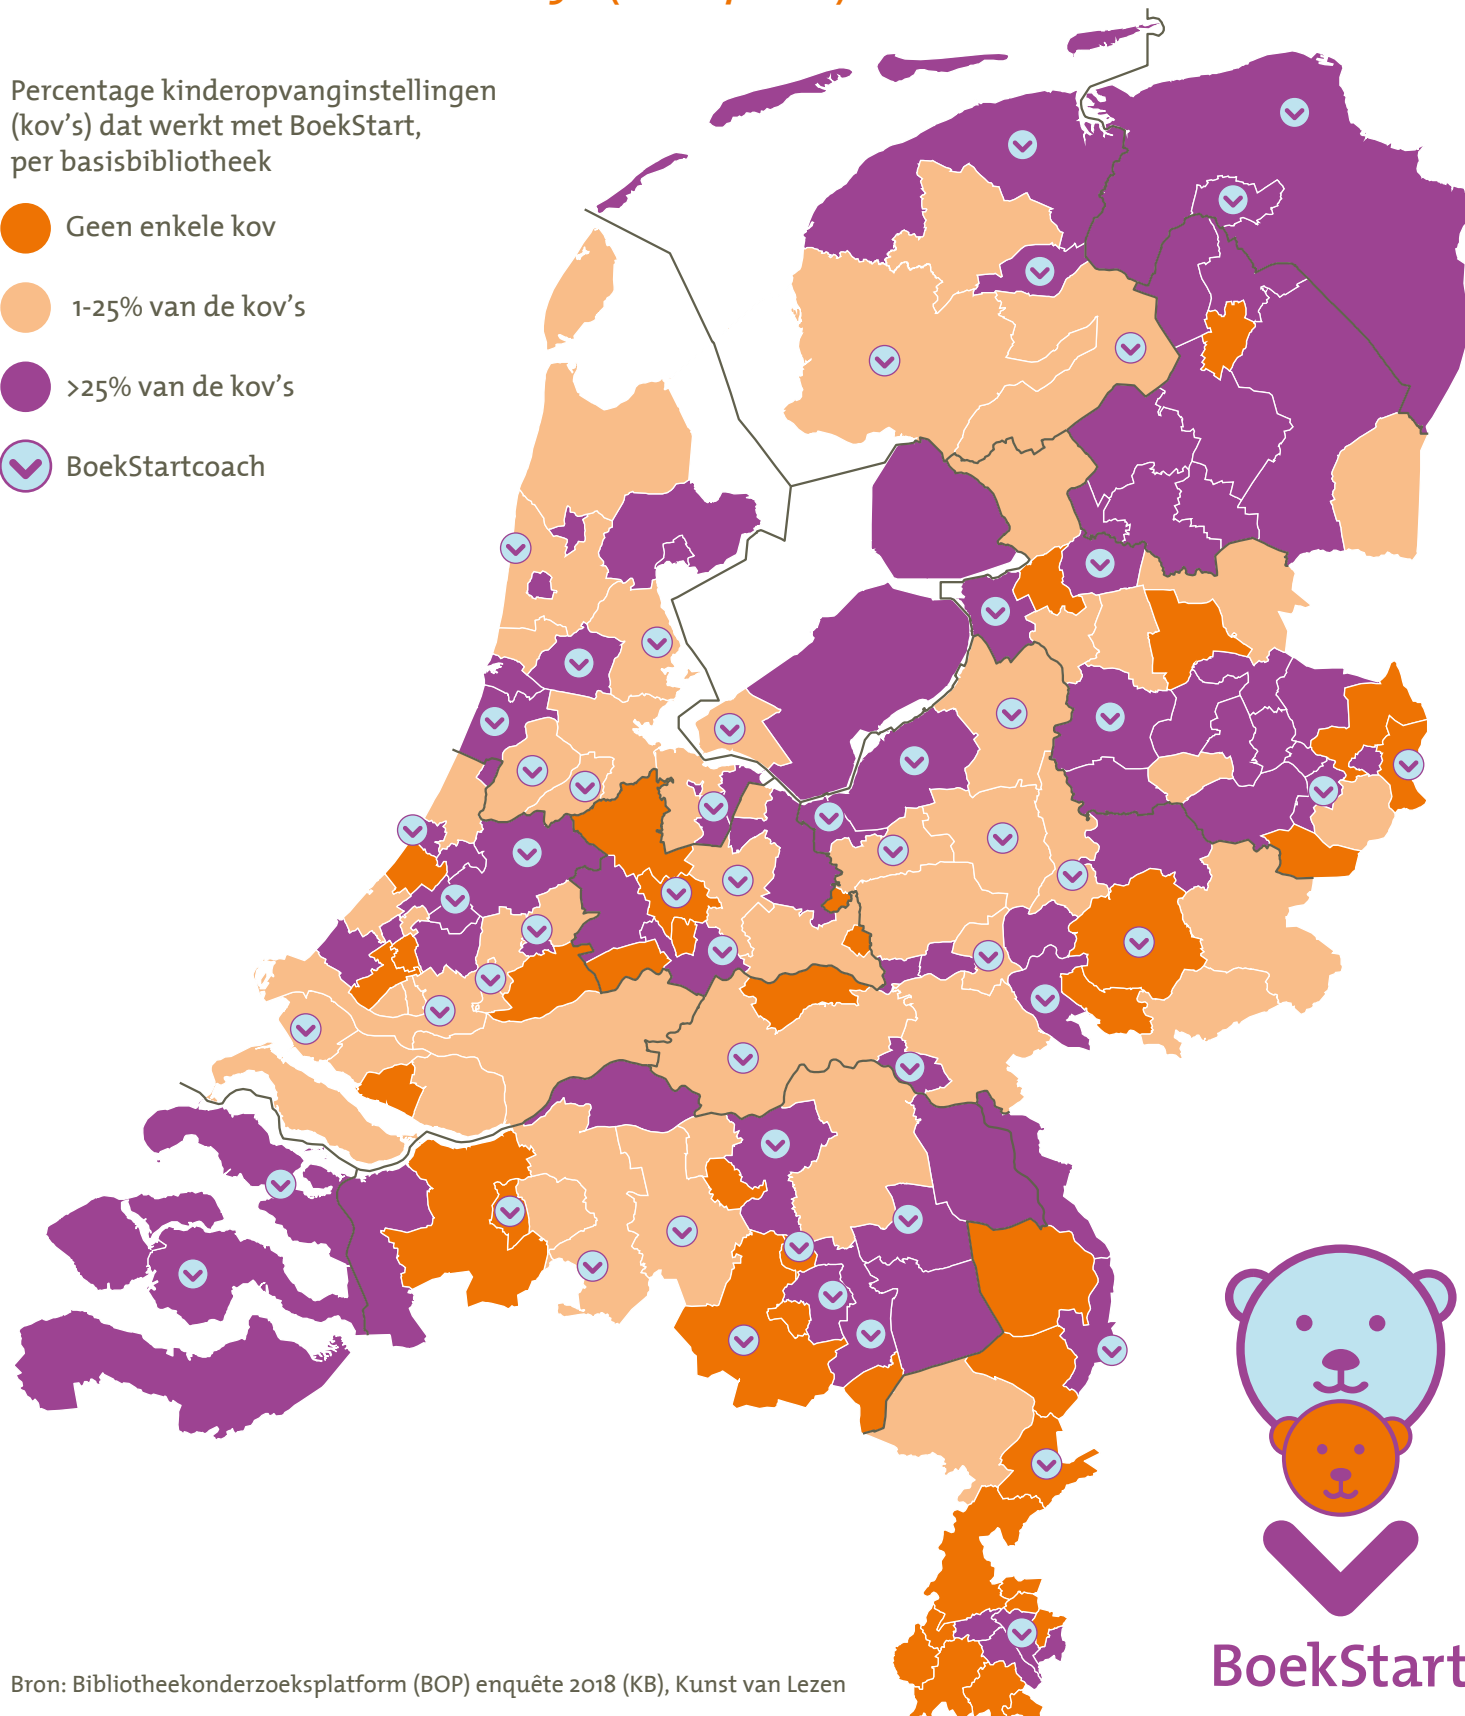 Percentage kinderopvanginstellingen
(kov's) dat werkt met BoekStart,
per basisbibliotheek
Geen enkele kov
1-25% van de kov's
>25% van de kov's
BoekStartcoach
BoekStart
Bron: Bibliotheekonderzoeksplatform (BOP) enquête 2018 (KB), Kunst van Lezen